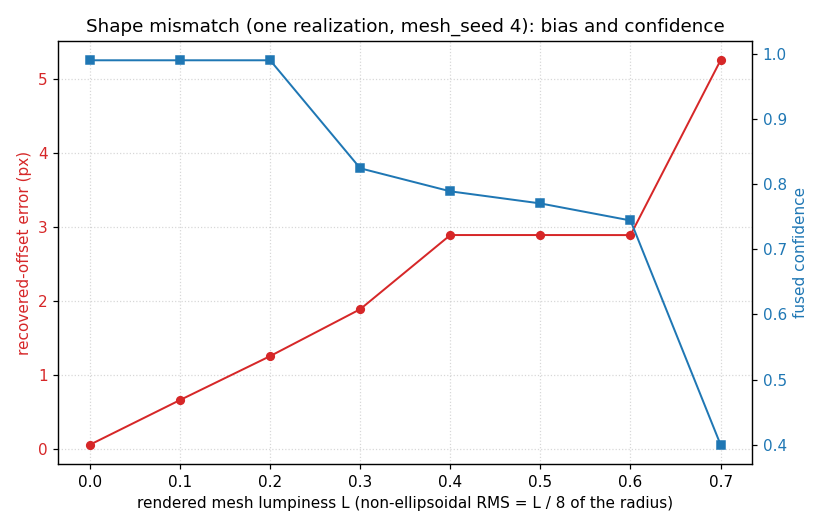 Shape mismatch (one realization, mesh_seed 4): bias and confidence
recovered-offset error (px)
5
4
3
2
1
0
1.0
0.9
0.8
0.7
0.6
0.5
0.4
fused confidence
0.0 0.1 0.2 0.3 0.4 0.5 0.6 0.7
rendered mesh lumpiness L (non-ellipsoidal RMS = L / 8 of the radius)